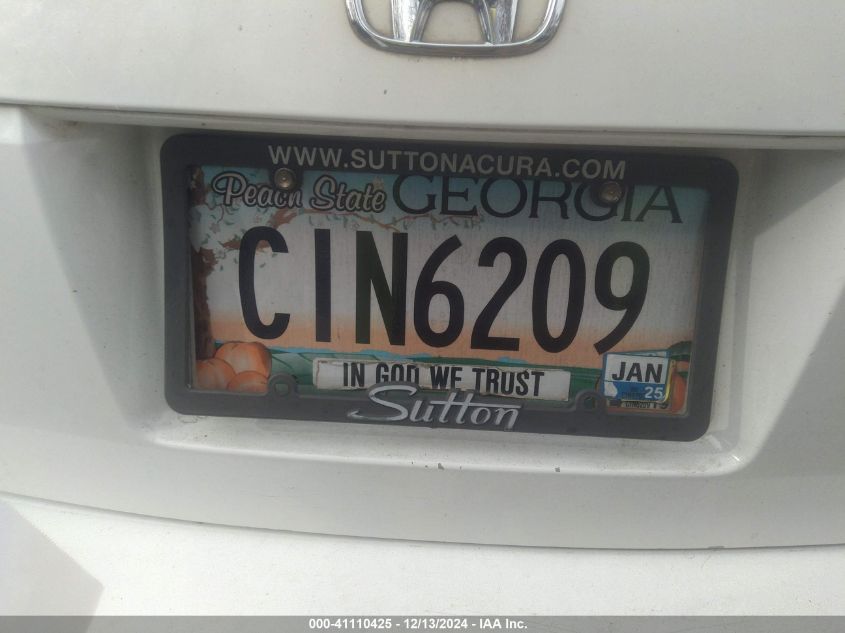 WWW.SUTTONACURA.COM
Peach State GEORGIA
CIN6209
JAN
25
IN GOD WE TRUST
Sutton
000-41110425 - 12/13/2024 - IAA Inc.